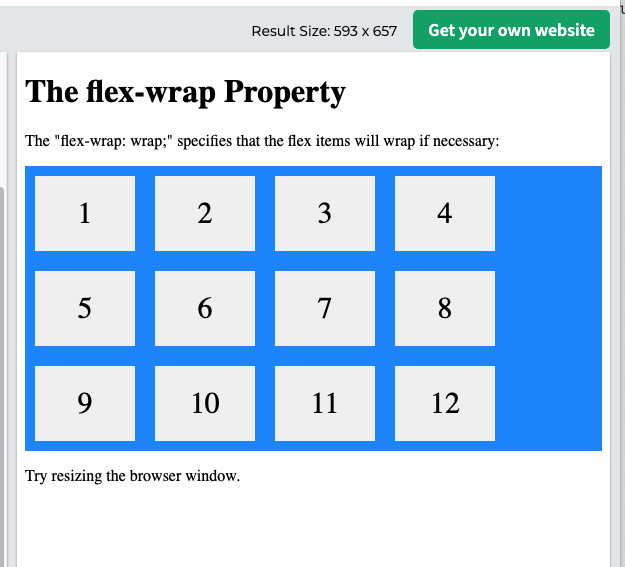 Result Size: 593 x 657
Get your own website
The flex-wrap Property
The "flex-wrap: wrap;" specifies that the flex items will wrap if necessary:
1 2 3 4
5 6 7 8
9 10 11 12
Try resizing the browser window.